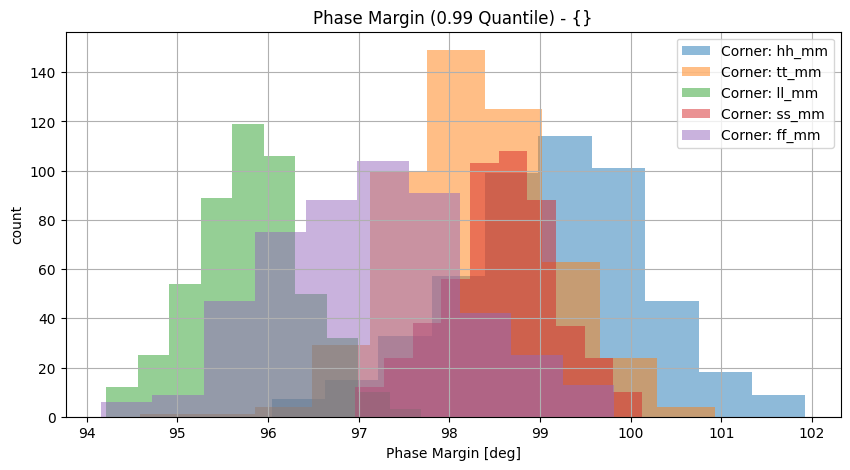 Phase Margin (0.99 Quantile) - {}
Corner: hh_mm
Corner: tt_mm
Corner: ll_mm
Corner: ss_mm
Corner: ff_mm
count
140
120
100
80
60
40
20
0
94 95 96 97 98 99 100 101 102
Phase Margin [deg]